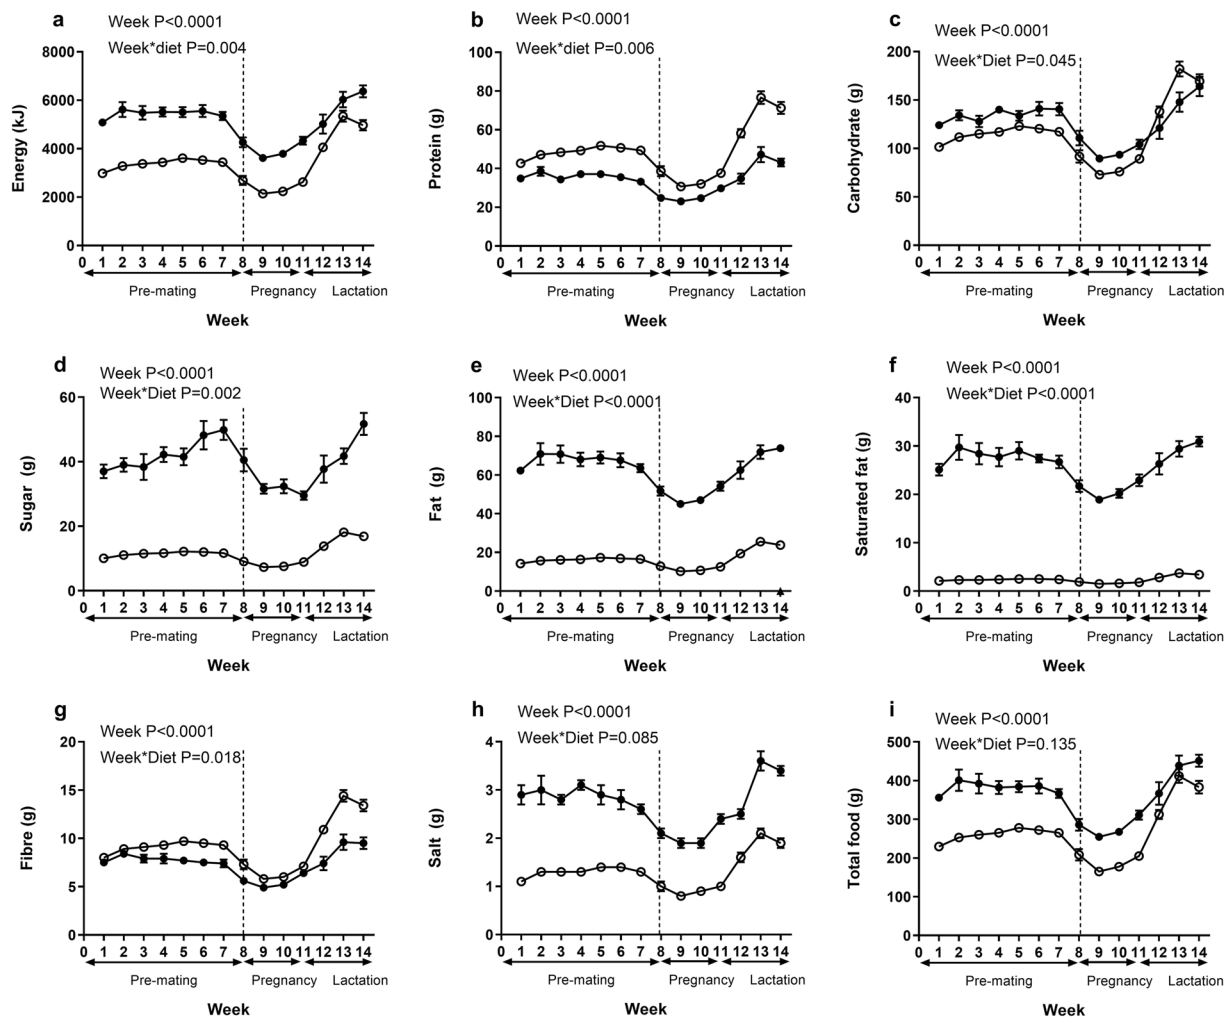 a
Week P<0.0001
Week*diet P=0.004
8000
6000
4000
2000
0
Energy (kJ)
0 1 2 3 4 5 6 7 8 9 10 11 12 13 14
Pre-mating Pregnancy Lactation
Week
b
Week P<0.0001
Week*diet P=0.006
100
80
60
40
20
0
Protein (g)
0 1 2 3 4 5 6 7 8 9 10 11 12 13 14
Pre-mating Pregnancy Lactation
Week
c
Week P<0.0001
Week*Diet P=0.045
200
150
100
50
0
Carbohydrate (g)
0 1 2 3 4 5 6 7 8 9 10 11 12 13 14
Pre-mating Pregnancy Lactation
Week
d
Week P<0.0001
Week*Diet P=0.002
60
40
20
0
Sugar (g)
0 1 2 3 4 5 6 7 8 9 10 11 12 13 14
Pre-mating Pregnancy Lactation
Week
e
Week P<0.0001
Week*Diet P<0.0001
100
80
60
40
20
0
Fat (g)
0 1 2 3 4 5 6 7 8 9 10 11 12 13 14
Pre-mating Pregnancy Lactation
Week
f
Week P<0.0001
Week*Diet P<0.0001
40
30
20
10
0
Saturated fat (g)
0 1 2 3 4 5 6 7 8 9 10 11 12 13 14
Pre-mating Pregnancy Lactation
Week
g
Week P<0.0001
Week*Diet P=0.018
20
15
10
5
0
Fibre (g)
0 1 2 3 4 5 6 7 8 9 10 11 12 13 14
Pre-mating Pregnancy Lactation
Week
h
Week P<0.0001
Week*Diet P=0.085
4
3
2
1
0
Salt (g)
0 1 2 3 4 5 6 7 8 9 10 11 12 13 14
Pre-mating Pregnancy Lactation
Week
i
Week P<0.0001
Week*Diet P=0.135
500
400
300
200
100
0
Total food (g)
0 1 2 3 4 5 6 7 8 9 10 11 12 13 14
Pre-mating Pregnancy Lactation
Week